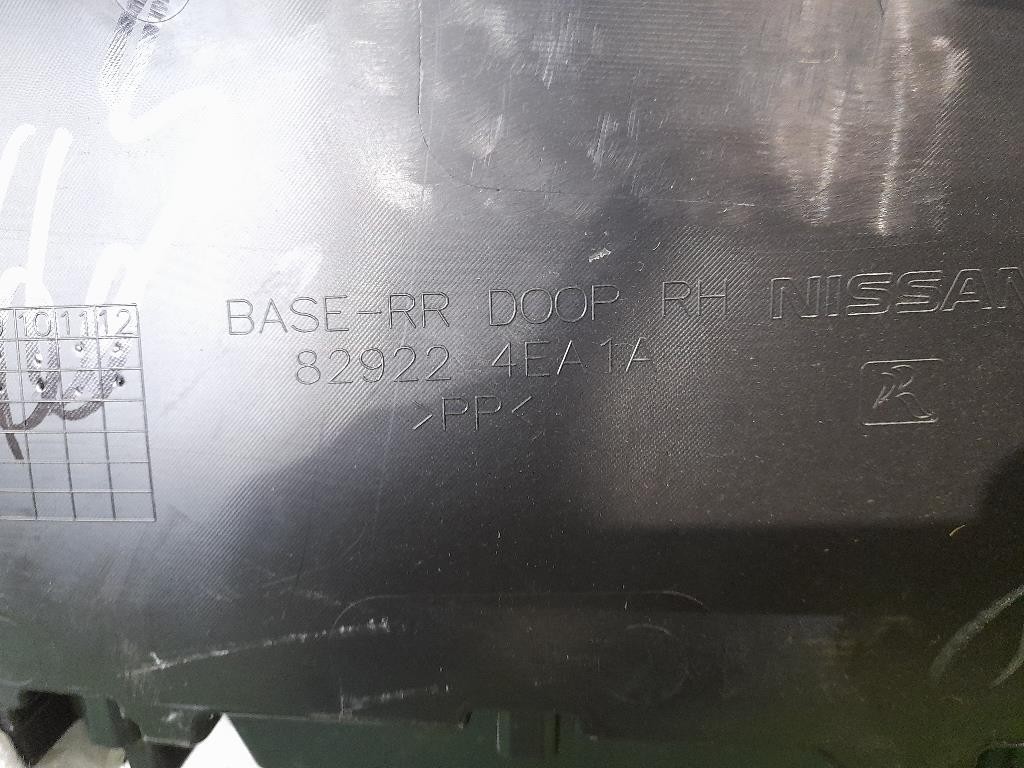 BASE-RR DOOP RH NISSAN
82922 4EA1A
>PP<
10 11 12